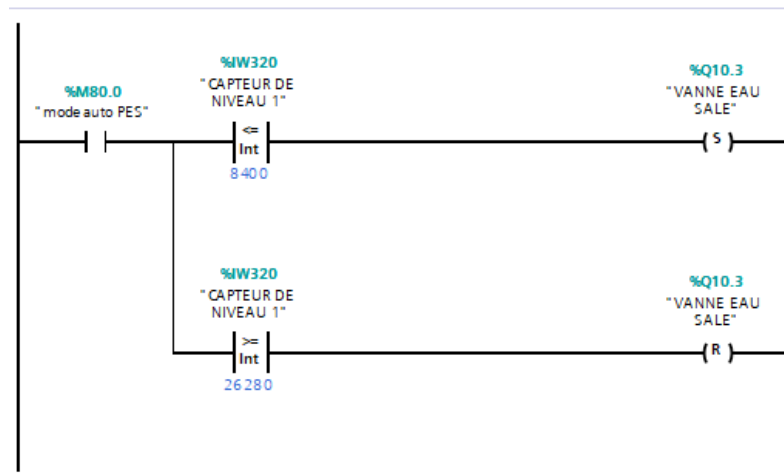 %IW320
"CAPTEUR DE
NIVEAU 1"
%Q10.3
"VANNE EAU
SALE"
%M80.0
"mode auto PES"
<=
Int
8400
S
%IW320
"CAPTEUR DE
NIVEAU 1"
%Q10.3
"VANNE EAU
SALE"
>=
Int
26280
R